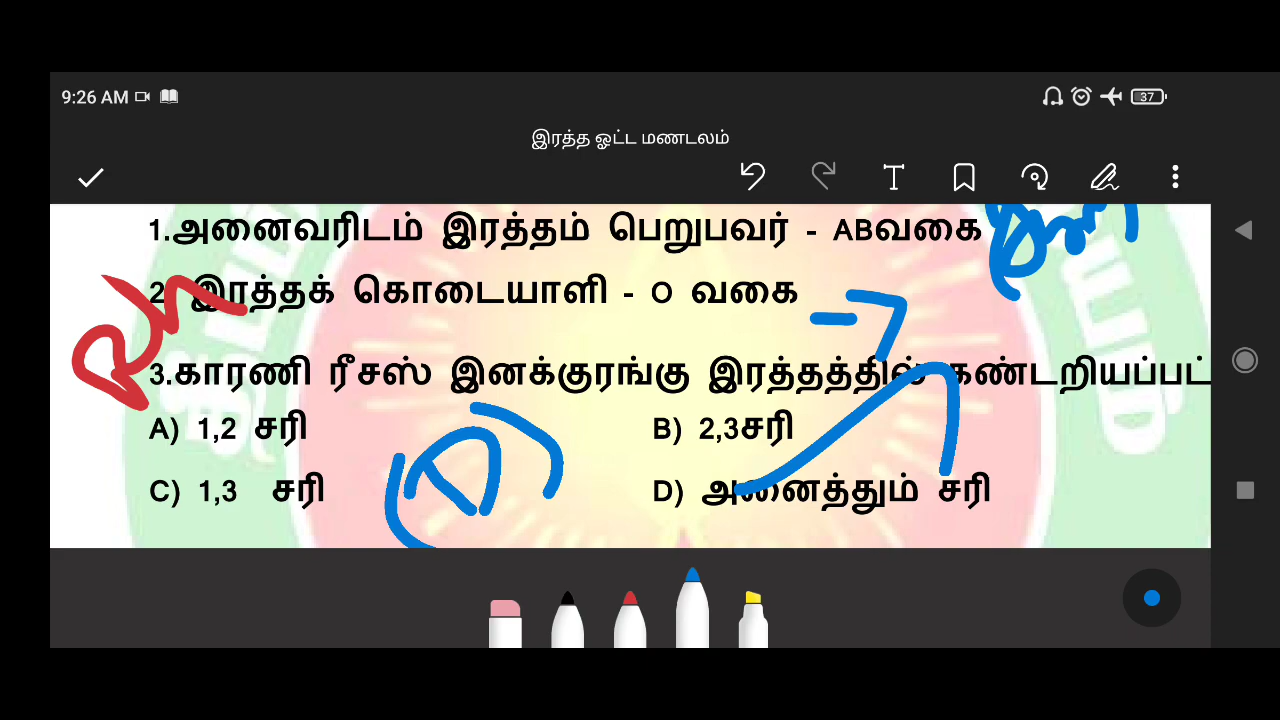 9:26 AM
37
இரத்த ஓட்ட மணடலம்
1.அனைவரிடம் இரத்தம் பெறுபவர் - ABவகை
2. இரத்தக் கொடையாளி - O வகை
Rh
3.காரணி ரீசஸ் இனக்குரங்கு இரத்தத்தில் கண்டறியப்பட்
A) 1,2 சரி
B) 2,3சரி
C) 1,3 சரி
D) அனைத்தும் சரி